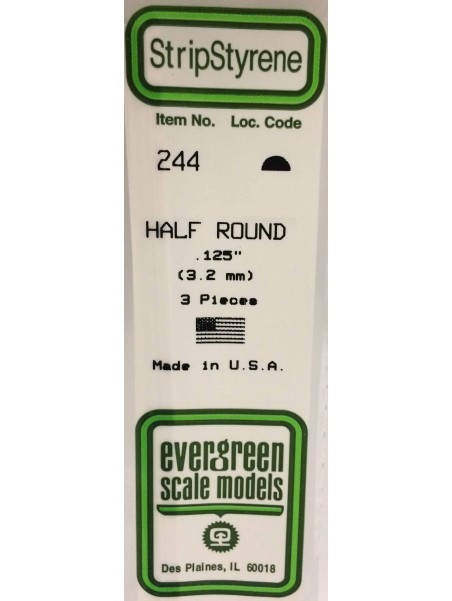 StripStyrene
Item No. Loc. Code
244
HALF ROUND
.125"
(3.2 mm)
3 Pieces
Made in U.S.A.
evergreen
scale models
Des Plaines, IL 60018